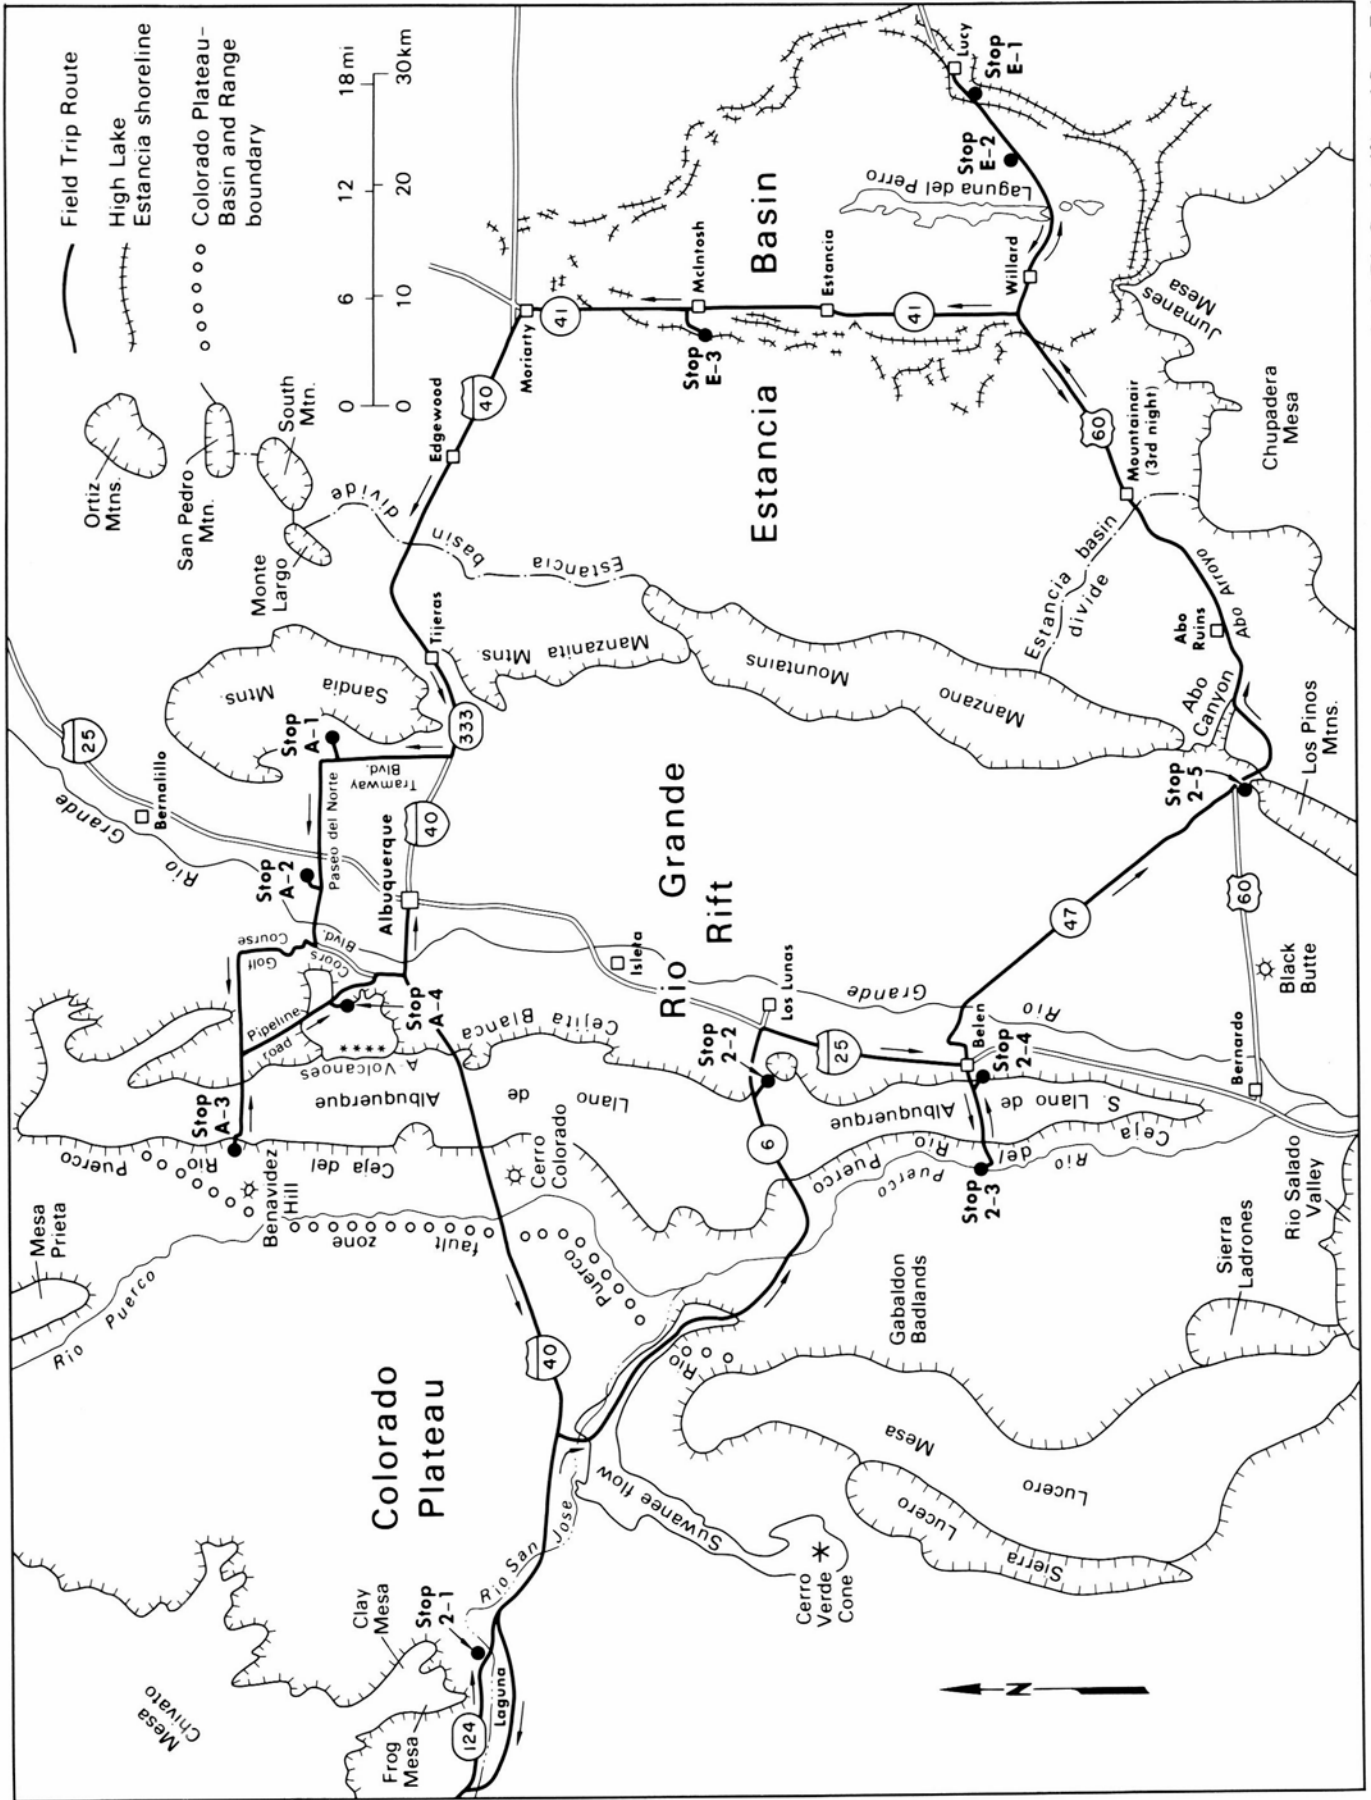 Field Trip Route
High Lake
Estancia shoreline
Colorado Plateau-
Basin and Range
boundary
0 6 12 18mi
0 10 20 30km
Mesa
Chivato
Clay
Mesa
Frog
Mesa
Stop
2-1
124
Laguna
Rio San Jose
Colorado
Plateau
40
Suwanee flow
Cerro
Verde
Cone
N
Mesa
Prieta
Rio Puerco
Benavidez
Hill
Rio Puerco
fault
zone
Puerco
Rio
Cerro
Colorado
Ceja del
Rio
Puerco
Stop
A-3
Pipeline
road
A. Volcanoes
Stop
A-4
Golf
Course
Coors
Blvd.
Llano
de
Albuquerque
Cejita Blanca
Rio
Grande
Bernalillo
25
Stop
A-2
Paseo del Norte
Stop
A-1
Tramway
Blvd.
Albuquerque
40
333
Sandia
Mtns.
Tijeras
Monte
Largo
San Pedro
Mtn.
Ortiz
Mtns.
South
Mtn.
Estancia
basin
divide
Edgewood
40
Moriarty
41
McIntosh
Stop
E-3
Estancia
41
Estancia
Basin
Manzanita
Mtns.
Manzano
Mountains
Rio Grande
Rift
Isleta
Los Lunas
Stop
2-2
6
25
Rio
Grande
Belen
Stop
2-4
Stop
2-3
S. Llano de
Albuquerque
Ceja
del
Rio
Puerco
Rio
Puerco
Gabaldon
Badlands
Mesa
Lucero
Sierra
Lucero
Sierra
Ladrones
Rio Salado
Valley
Bernardo
Black
Butte
60
47
Stop
2-5
Los Pinos
Mtns.
Abo
Canyon
Abo
Ruins
Abo Arroyo
Estancia basin
divide
Mountainair
(3rd night)
60
Chupadera
Mesa
Jumanes
Mesa
Willard
Laguna del Perro
Stop
E-2
Stop
E-1
Lucy